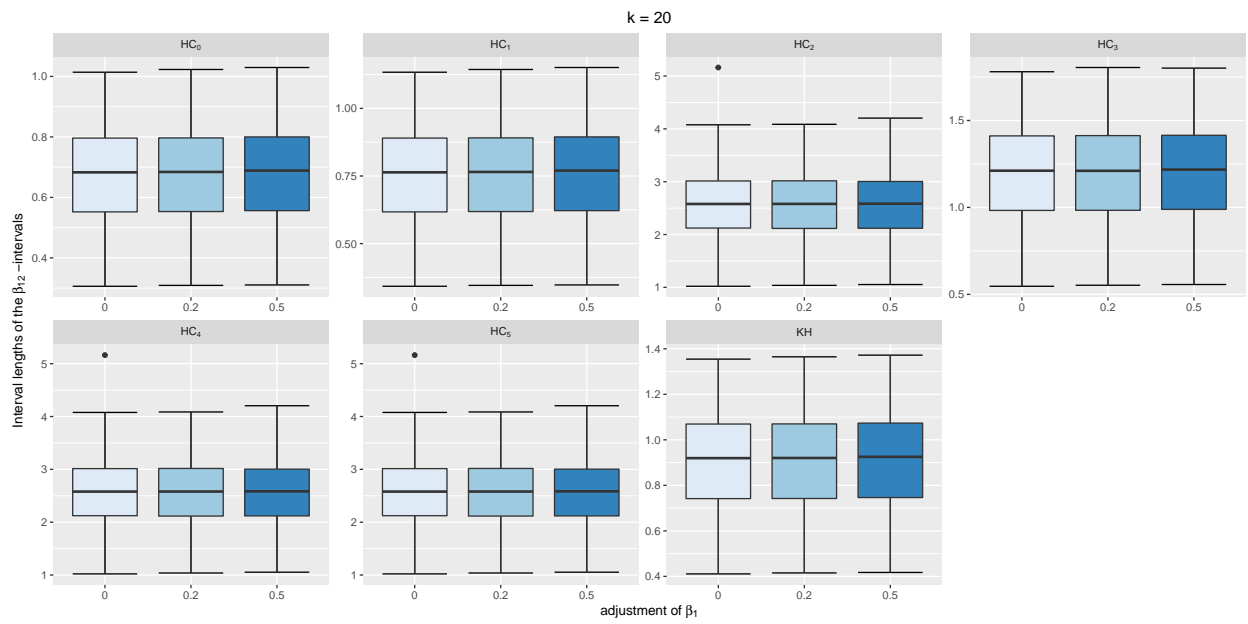 k = 20
HC₀
HC₁
HC₂
HC₃
1.0
0.8
0.6
0.4
1.00
0.75
0.50
5
4
3
2
1
1.5
1.0
0.5
0 0.2 0.5
0 0.2 0.5
0 0.2 0.5
0 0.2 0.5
Interval lengths of the β₁₂ −intervals
HC₄
HC₅
KH
5
4
3
2
1
5
4
3
2
1
1.4
1.2
1.0
0.8
0.6
0.4
0 0.2 0.5
0 0.2 0.5
0 0.2 0.5
adjustment of β₁